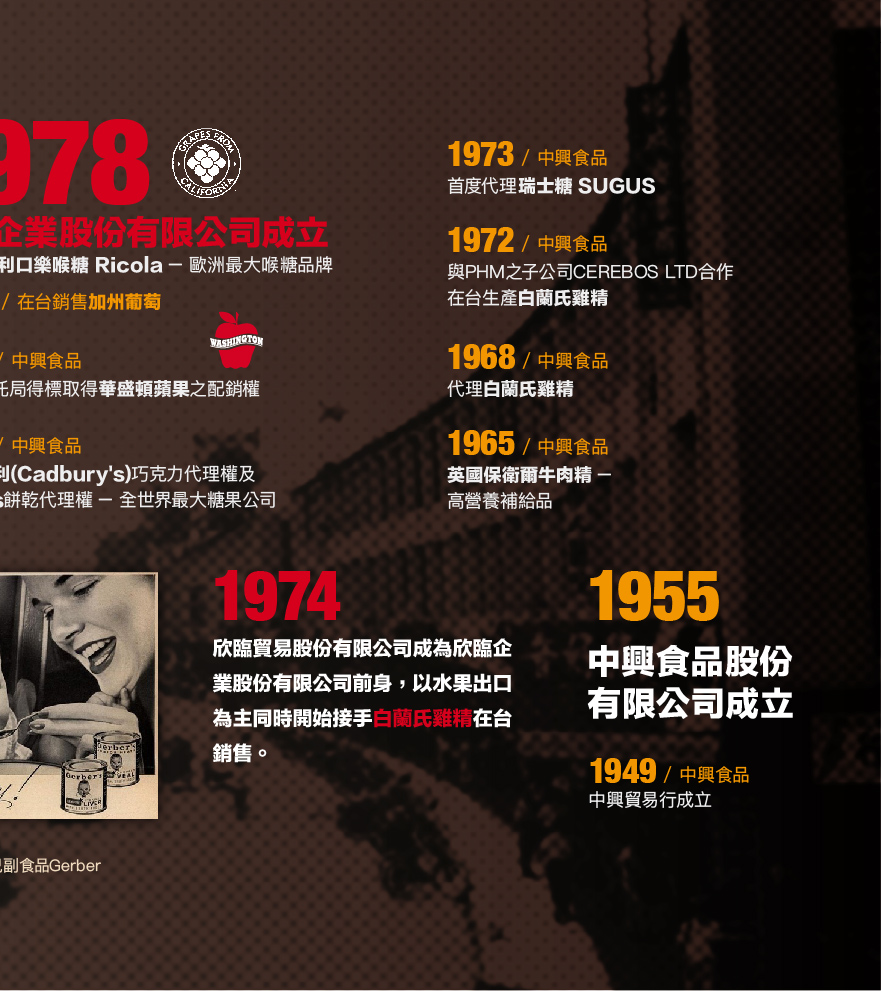 978
企業股份有限公司成立
利口樂喉糖 Ricola － 歐洲最大喉糖品牌
/ 在台銷售加州葡萄
GRAPES FROM CALIFORNIA
WASHINGTON
/ 中興食品
託局得標取得華盛頓蘋果之配銷權
/ 中興食品
利(Cadbury's)巧克力代理權及
s餅乾代理權 － 全世界最大糖果公司
1973 / 中興食品
首度代理瑞士糖 SUGUS
1972 / 中興食品
與PHM之子公司CEREBOS LTD合作
在台生產白蘭氏雞精
1968 / 中興食品
代理白蘭氏雞精
1965 / 中興食品
英國保衛爾牛肉精 －
高營養補給品
Gerber's
Gerber's
VEAL
LIVER
副食品Gerber
1974
欣臨貿易股份有限公司成為欣臨企
業股份有限公司前身，以水果出口
為主同時開始接手白蘭氏雞精在台
銷售。
1955
中興食品股份
有限公司成立
1949 / 中興食品
中興貿易行成立